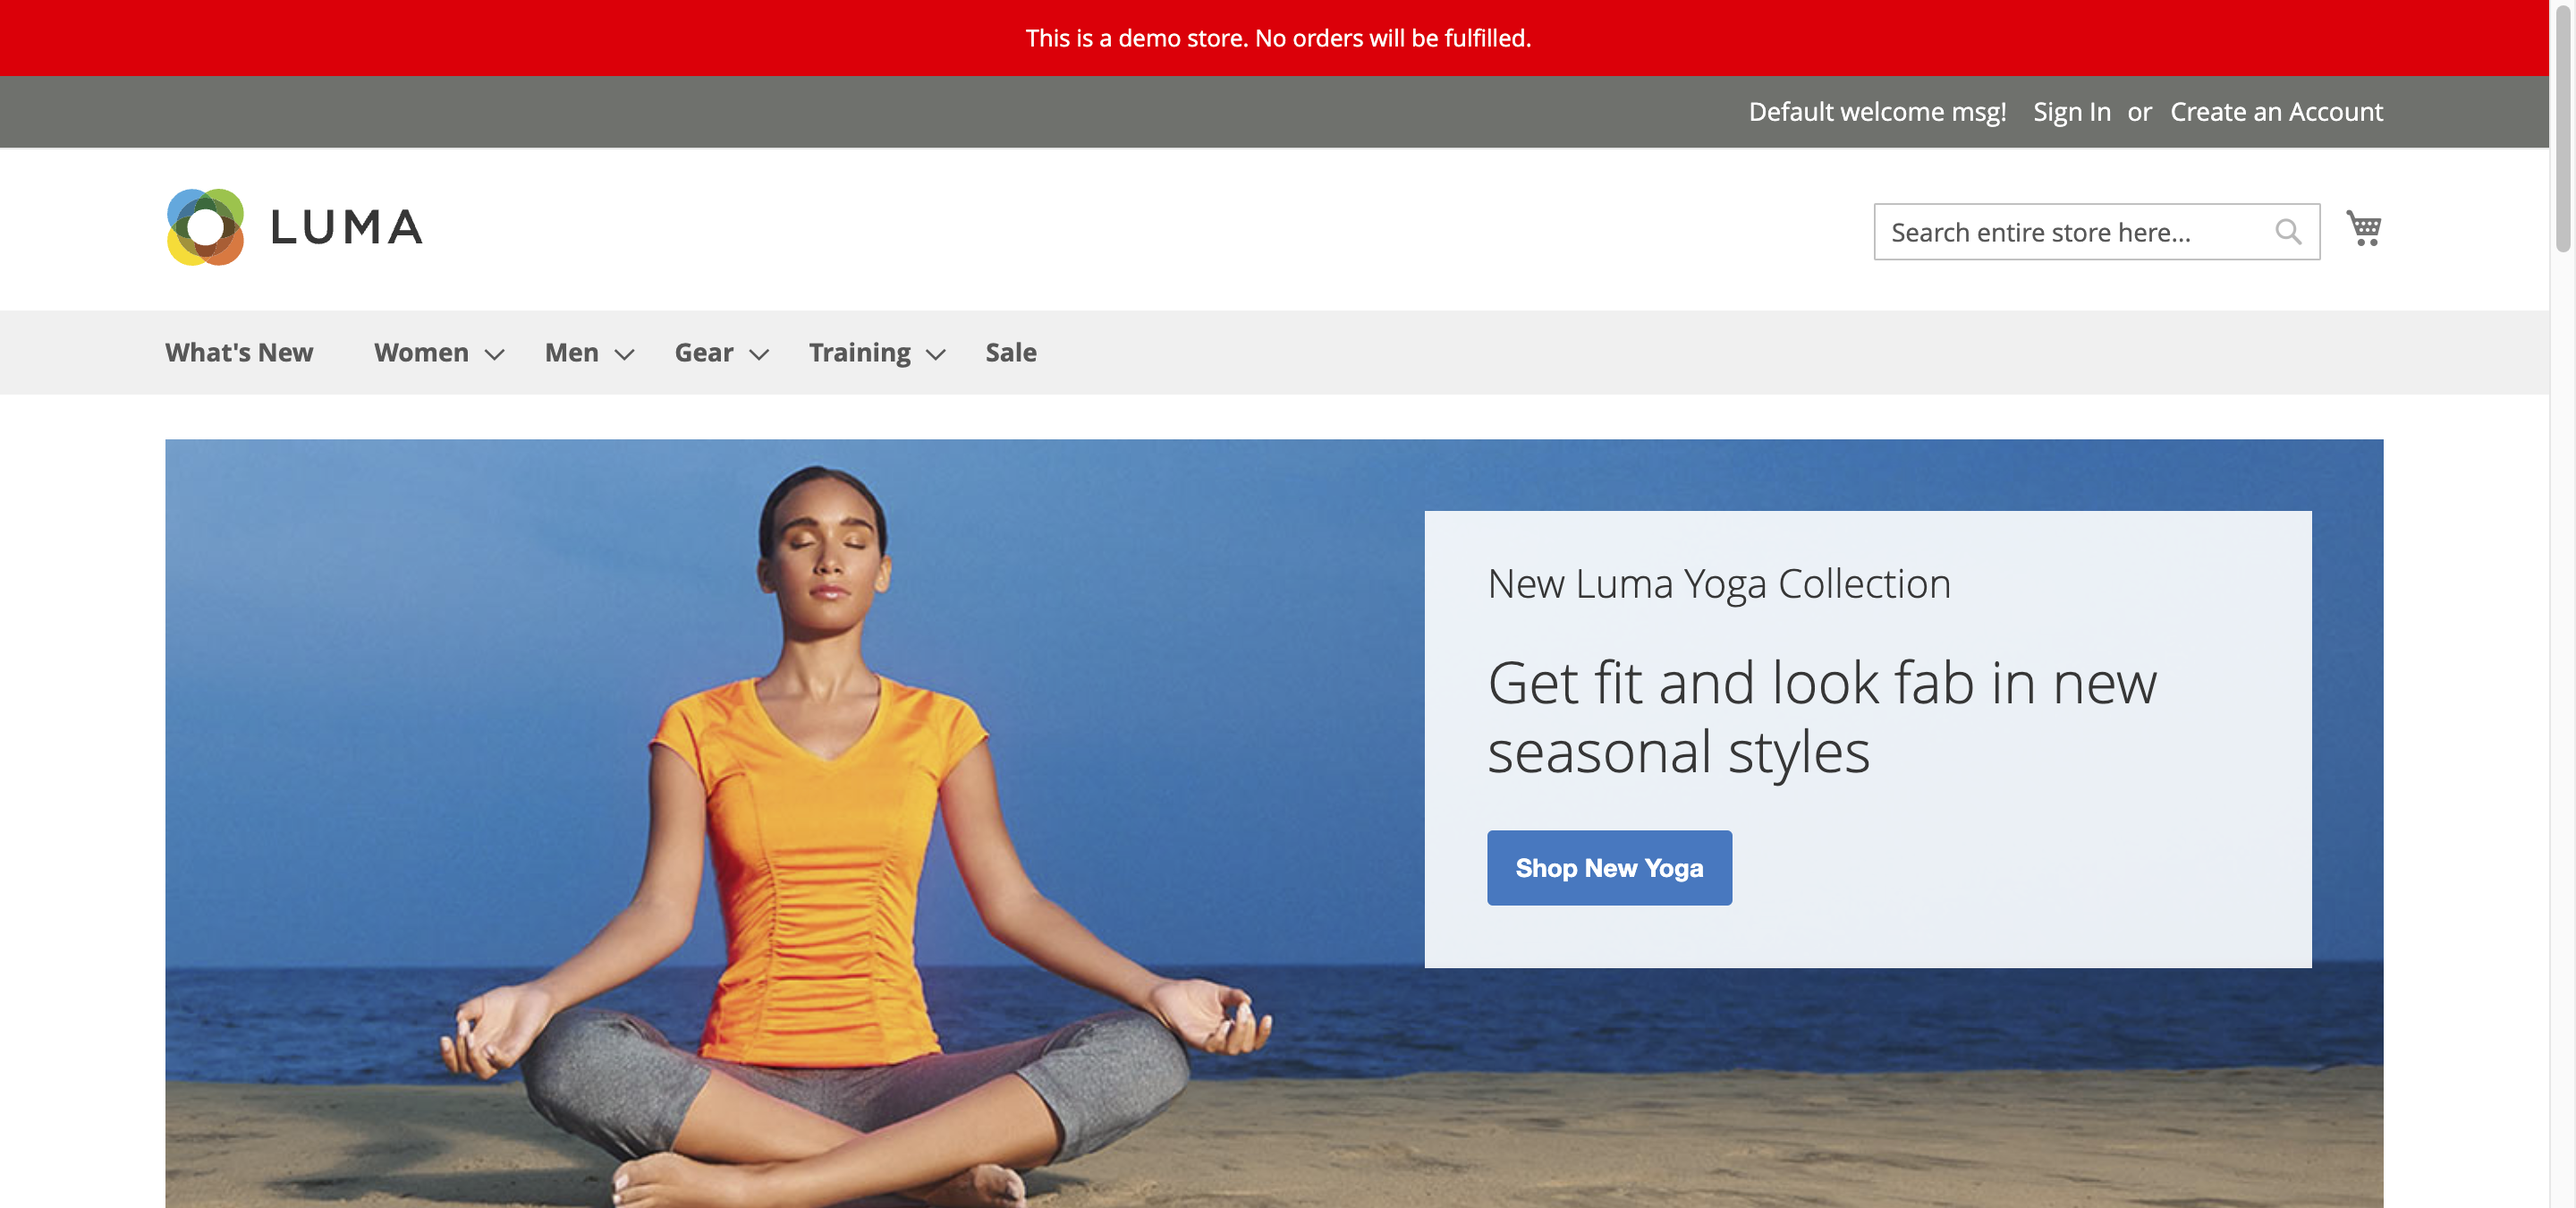 This is a demo store. No orders will be fulfilled.
Default welcome msg! Sign In or Create an Account
LUMA
Search entire store here...
What's New Women Men Gear Training Sale
New Luma Yoga Collection
Get fit and look fab in new
seasonal styles
Shop New Yoga